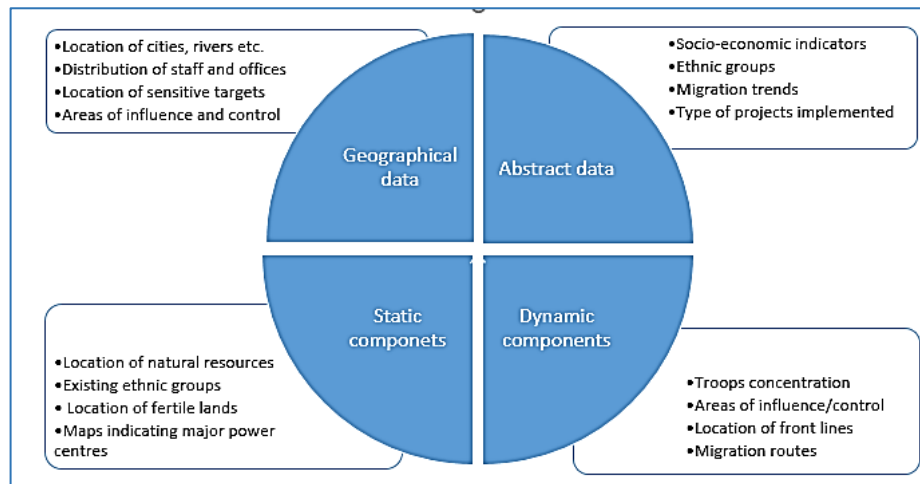 •Location of cities, rivers etc.
•Distribution of staff and offices
•Location of sensitive targets
•Areas of influence and control
•Socio-economic indicators
•Ethnic groups
•Migration trends
•Type of projects implemented
Geographical
data
Abstract data
Static
componets
Dynamic
components
•Location of natural resources
•Existing ethnic groups
• Location of fertile lands
•Maps indicating major power
centres
•Troops concentration
•Areas of influence/control
•Location of front lines
•Migration routes